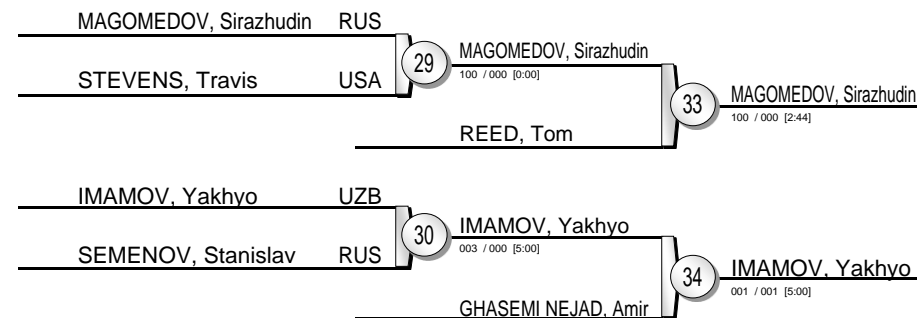 MAGOMEDOV, Sirazhudin RUS
STEVENS, Travis USA
29
MAGOMEDOV, Sirazhudin
100 / 000 [0:00]
REED, Tom
33
MAGOMEDOV, Sirazhudin
100 / 000 [2:44]
IMAMOV, Yakhyo UZB
SEMENOV, Stanislav RUS
30
IMAMOV, Yakhyo
003 / 000 [5:00]
GHASEMI NEJAD, Amir
34
IMAMOV, Yakhyo
001 / 001 [5:00]